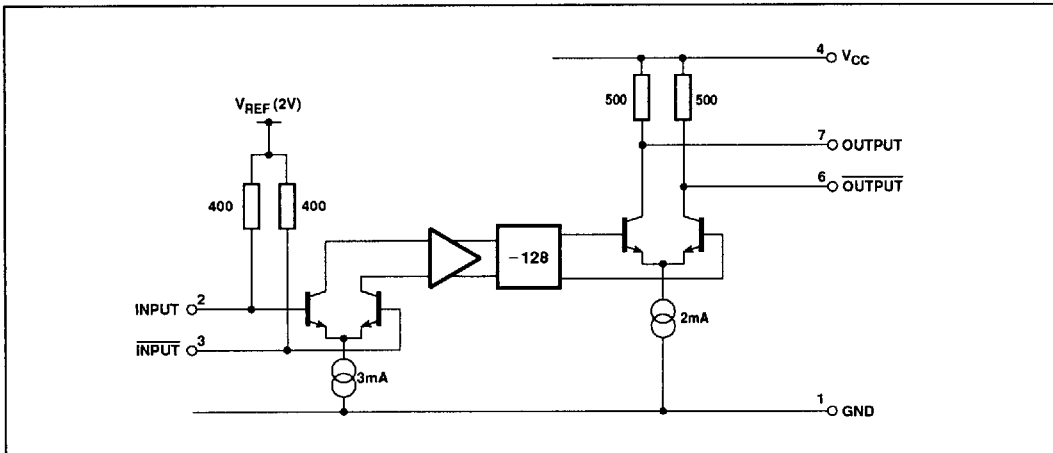 4 VCC
500 500
VREF (2V)
7 OUTPUT
6 OUTPUT
400 400
−128
INPUT 2
2mA
INPUT 3
3mA
1 GND